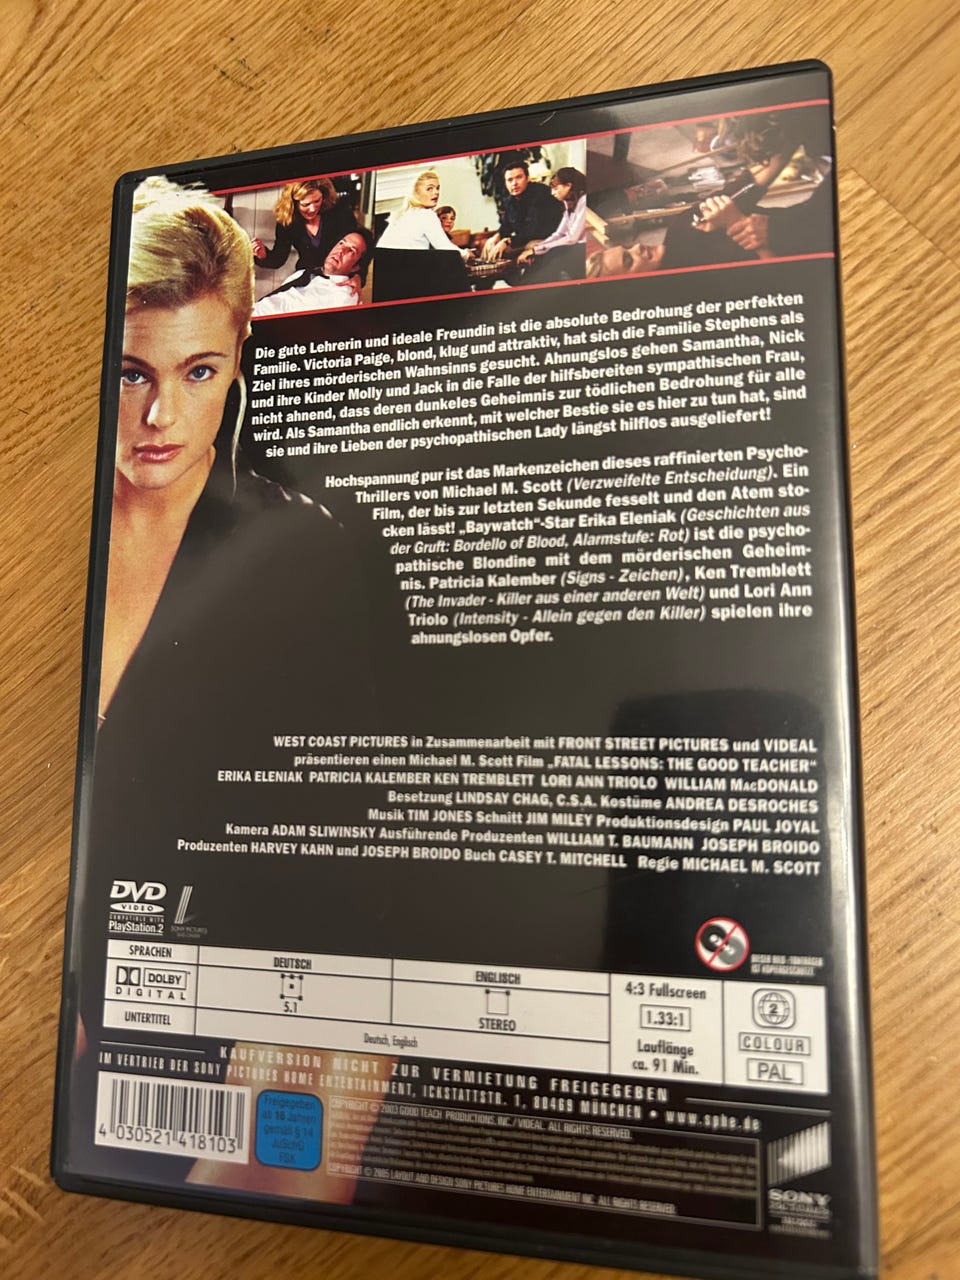 Die gute Lehrerin und ideale Freundin ist die absolute Bedrohung der perfekten
Familie. Victoria Paige, blond, klug und attraktiv, hat sich die Familie Stephens als
Ziel ihres mörderischen Wahnsinns gesucht. Ahnungslos gehen Samantha, Nick
und ihre Kinder Molly und Jack in die Falle der hilfsbereiten sympathischen Frau,
nicht ahnend, dass deren dunkeles Geheimnis zur tödlichen Bedrohung für alle
wird. Als Samantha endlich erkennt, mit welcher Bestie sie es hier zu tun hat, sind
sie und ihre Lieben der psychopathischen Lady längst hilflos ausgeliefert!
Hochspannung pur ist das Markenzeichen dieses raffinierten Psycho-
Thrillers von Michael M. Scott (Verzweifelte Entscheidung). Ein
Film, der bis zur letzten Sekunde fesselt und den Atem sto-
cken lässt! „Baywatch“-Star Erika Eleniak (Geschichten aus
der Gruft: Bordello of Blood, Alarmstufe: Rot) ist die psycho-
pathische Blondine mit dem mörderischen Geheim-
nis. Patricia Kalember (Signs - Zeichen), Ken Tremblett
(The Invader - Killer aus einer anderen Welt) und Lori Ann
Triolo (Intensity - Allein gegen den Killer) spielen ihre
ahnungslosen Opfer.
WEST COAST PICTURES in Zusammenarbeit mit FRONT STREET PICTURES und VIDEAL
präsentieren einen Michael M. Scott Film „FATAL LESSONS: THE GOOD TEACHER“
ERIKA ELENIAK PATRICIA KALEMBER KEN TREMBLETT LORI ANN TRIOLO WILLIAM MACDONALD
Besetzung LINDSAY CHAG, C.S.A. Kostüme ANDREA DESROCHES
Musik TIM JONES Schnitt JIM MILEY Produktionsdesign PAUL JOYAL
Kamera ADAM SLIWINSKY Ausführende Produzenten WILLIAM T. BAUMANN JOSEPH BROIDO
Produzenten HARVEY KAHN und JOSEPH BROIDO Buch CASEY T. MITCHELL Regie MICHAEL M. SCOTT
DVD
VIDEO
COMPATIBLE WITH
PlayStation.2
SONY PICTURES
DIESER BILD-/TONTRÄGER
IST KOPIERGESCHÜTZT.
SPRACHEN
DEUTSCH
ENGLISCH
DOLBY
DIGITAL
5.1
STEREO
UNTERTITEL
Deutsch, Englisch
4:3 Fullscreen
1.33:1
Lauflänge
ca. 91 Min.
2
COLOUR
PAL
KAUFVERSION NICHT ZUR VERMIETUNG FREIGEGEBEN
IM VERTRIEB DER SONY PICTURES HOME ENTERTAINMENT, ICKSTATTSTR. 1, 80469 MÜNCHEN • www.sphe.de
4 030521 418103
Freigegeben
ab 16 Jahren
gemäß § 14
JuSchG
FSK
COPYRIGHT © 2003 GOOD TEACH PRODUCTIONS, INC./ VIDEAL. ALL RIGHTS RESERVED.
COPYRIGHT © 2005 LAYOUT AND DESIGN SONY PICTURES HOME ENTERTAINMENT INC. ALL RIGHTS RESERVED.
SONY
PICTURES